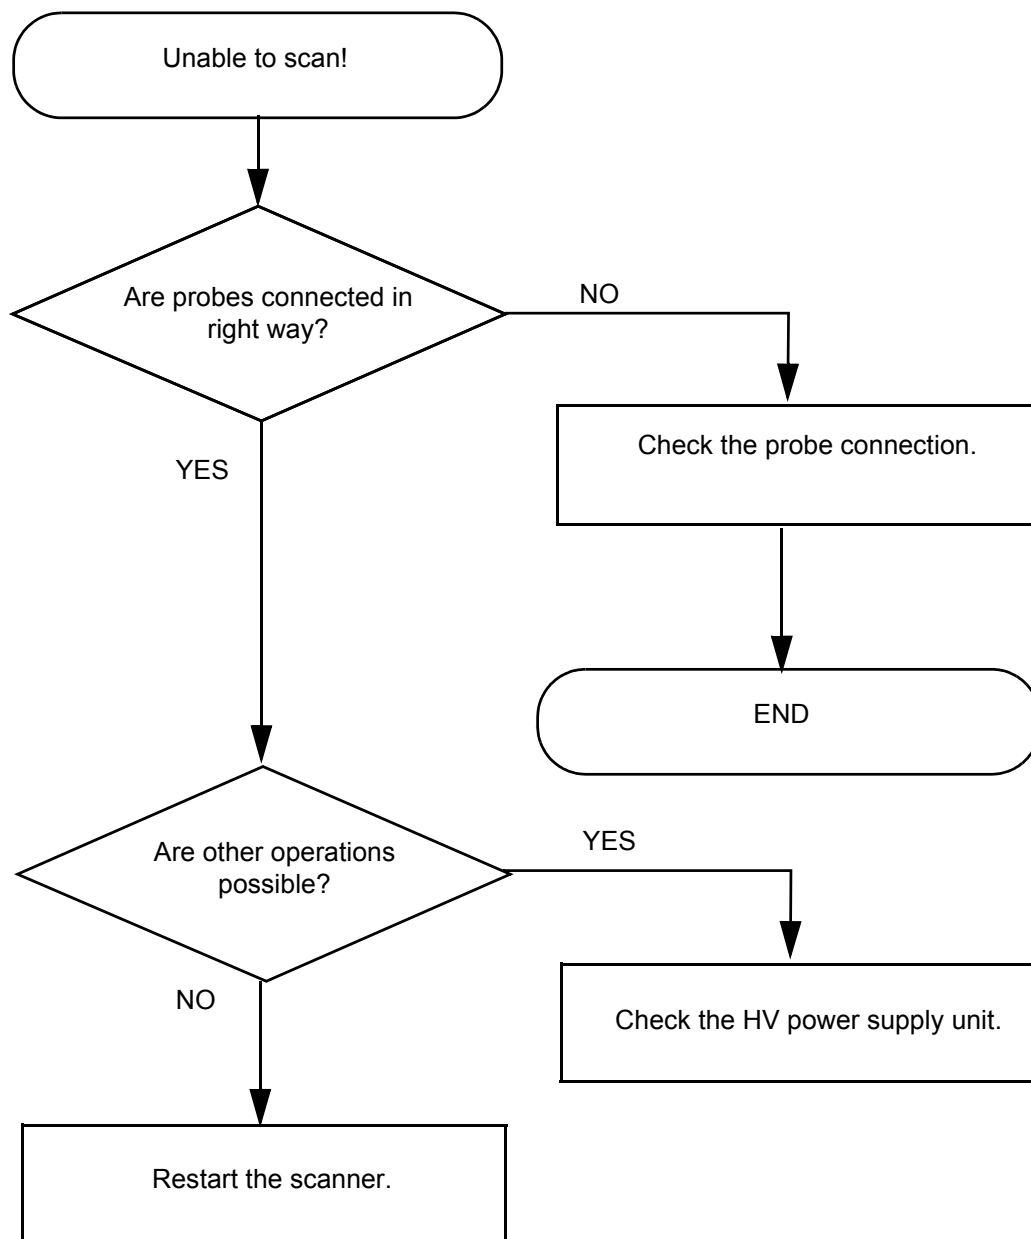 Unable to scan!
Are probes connected in
right way?
NO
Check the probe connection.
YES
END
Are other operations
possible?
YES
Check the HV power supply unit.
NO
Restart the scanner.